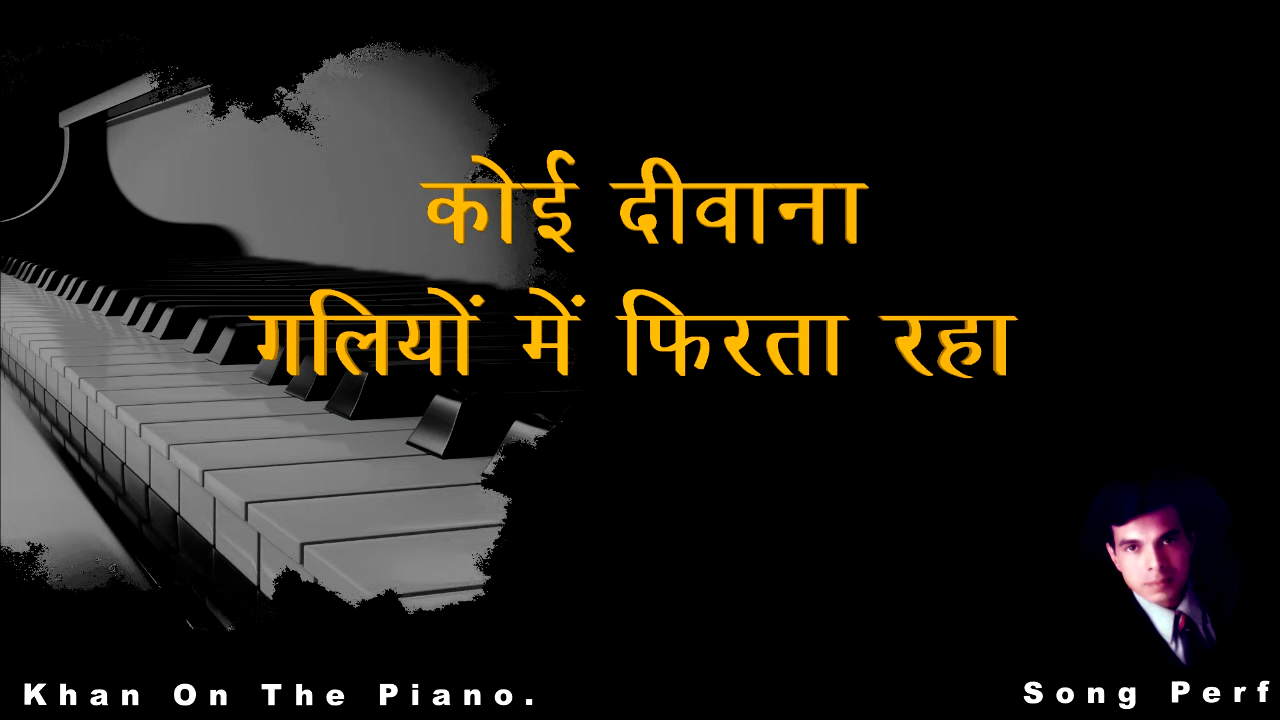 कोई दीवाना
गलियों में फिरता रहा
Khan On The Piano.
Song Perf